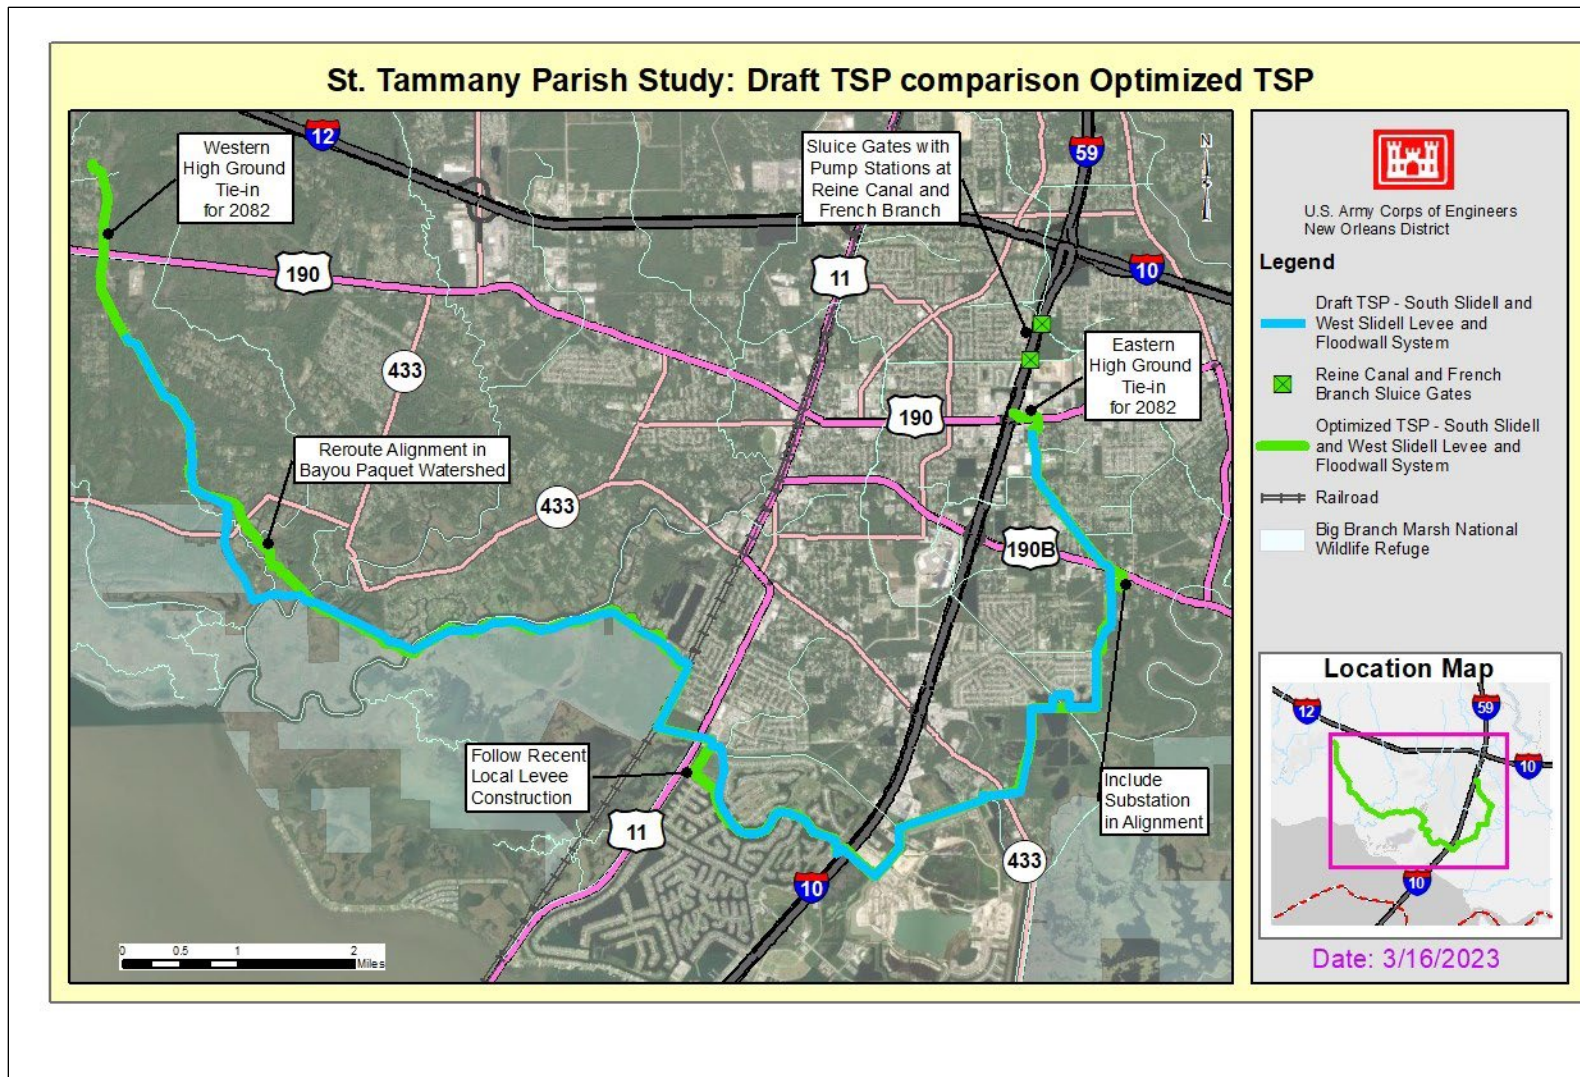 St. Tammany Parish Study: Draft TSP comparison Optimized TSP
12
Western
High Ground
Tie-in
for 2082
Sluice Gates with
Pump Stations at
Reine Canal and
French Branch
59
N
190
11
10
433
Eastern
High Ground
Tie-in
for 2082
190
Reroute Alignment in
Bayou Paquet Watershed
433
190B
Follow Recent
Local Levee
Construction
Include
Substation
in Alignment
11
10
433
0 0.5 1 2
Miles
U.S. Army Corps of Engineers
New Orleans District
Legend
Draft TSP - South Slidell and
West Slidell Levee and
Floodwall System
Reine Canal and French
Branch Sluice Gates
Optimized TSP - South Slidell
and West Slidell Levee and
Floodwall System
Railroad
Big Branch Marsh National
Wildlife Refuge
Location Map
12
59
10
10
Date: 3/16/2023